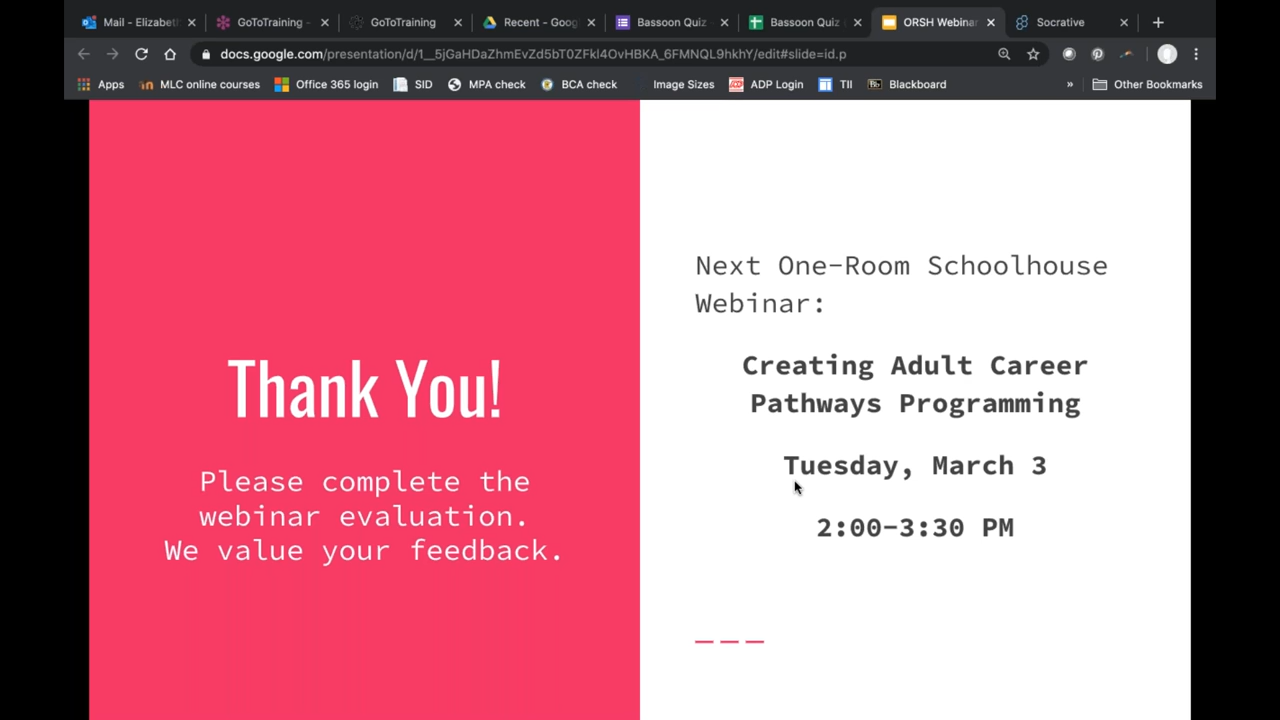 Mail - Elizabeth
GoToTraining -
GoToTraining
Recent - Goog
Bassoon Quiz -
Bassoon Quiz (
ORSH Webinar
Socrative
docs.google.com/presentation/d/1__5jGaHDaZhmEvZd5bT0ZFkl4OvHBKA_6FMNQL9hkhY/edit#slide=id.p
Apps
MLC online courses
Office 365 login
SID
MPA check
BCA check
Image Sizes
ADP Login
TII
Blackboard
»
Other Bookmarks
Thank You!
Please complete the
webinar evaluation.
We value your feedback.
Next One-Room Schoolhouse
Webinar:
Creating Adult Career
Pathways Programming
Tuesday, March 3
2:00-3:30 PM